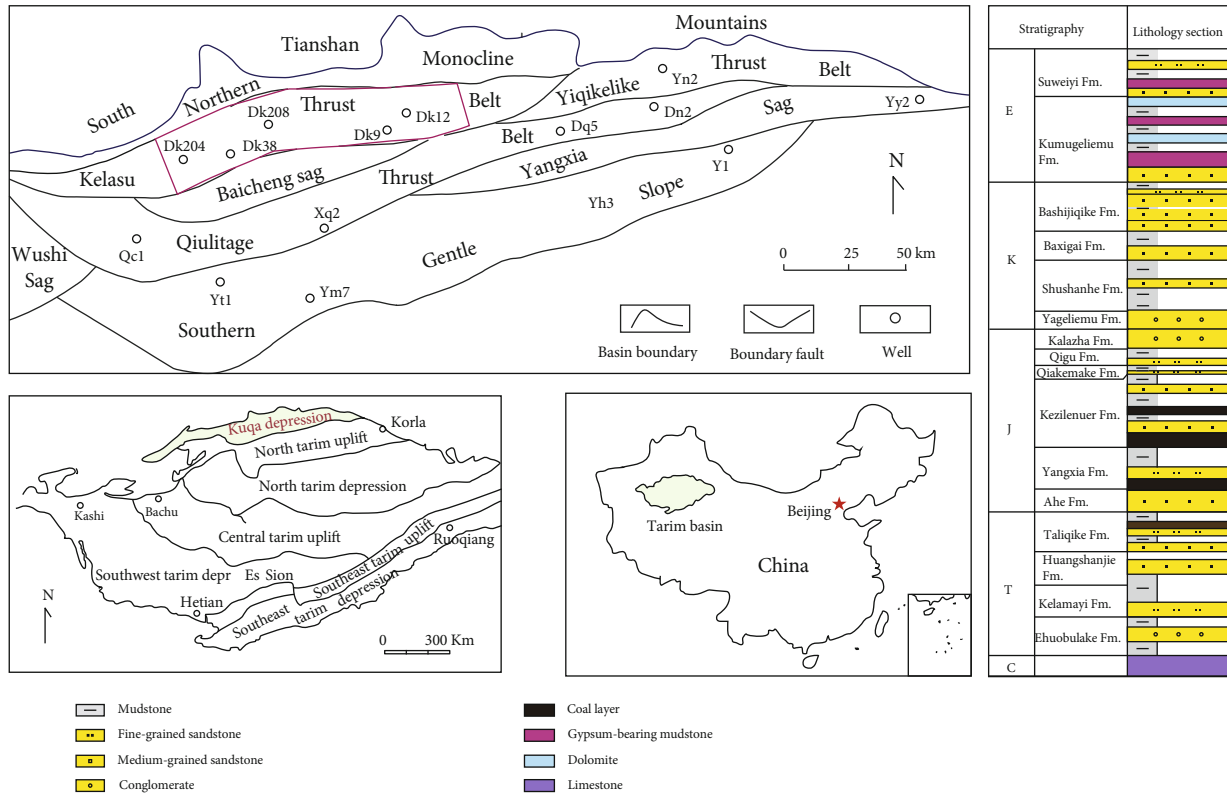 Mountains
Tianshan
Monocline
Northern
South
Thrust
Belt
Yiqikelike
Thrust
Belt
Yn2
Dk208
Dk12
Dk9
Dk38
Dk204
Kelasu
Baicheng sag
Belt
Dq5
Dn2
Sag
Yy2
Yangxia
Thrust
Y1
Yh3
Slope
N
Xq2
Qiulitage
Qc1
Wushi
Sag
Gentle
Yt1
Ym7
Southern
0 25 50 km
Basin boundary
Boundary fault
Well
Kuqa depression
Korla
North tarim uplift
North tarim depression
Kashi
Bachu
Central tarim uplift
Southeast tarim uplift
Ruoqiang
Southwest tarim depr Es Sion
Hetian
Southeast tarim depression
N
0 300 Km
Tarim basin
Beijing
China
Stratigraphy
Lithology section
E
Suweiyi Fm.
Kumugeliemu
Fm.
K
Bashijiqike Fm.
Baxigai Fm.
Shushanhe Fm.
Yageliemu Fm.
J
Kalazha Fm.
Qigu Fm.
Qiakemake Fm.
Kezilenuer Fm.
Yangxia Fm.
Ahe Fm.
T
Taliqike Fm.
Huangshanjie
Fm.
Kelamayi Fm.
Ehuobulake Fm.
C
Mudstone
Fine-grained sandstone
Medium-grained sandstone
Conglomerate
Coal layer
Gypsum-bearing mudstone
Dolomite
Limestone